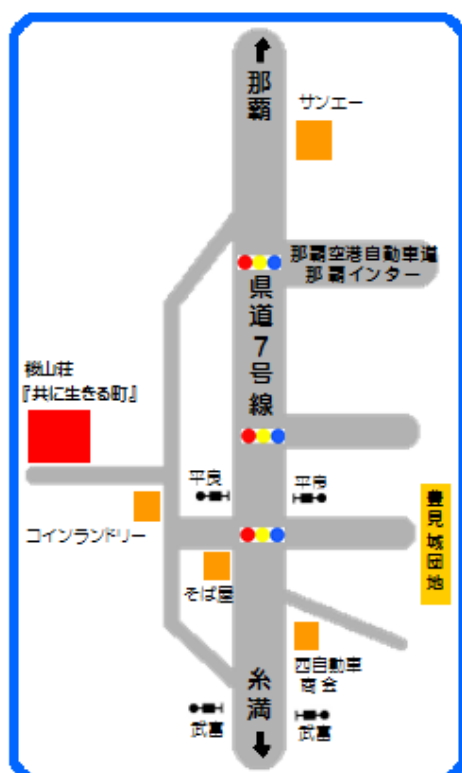 那覇
サンエー
那覇空港自動車道
那覇インター
県道7号線
機山荘
『共に生きる町』
平良
平良
豊見城団地
コインランドリー
そば屋
西自動車
商会
糸満
武富
武富